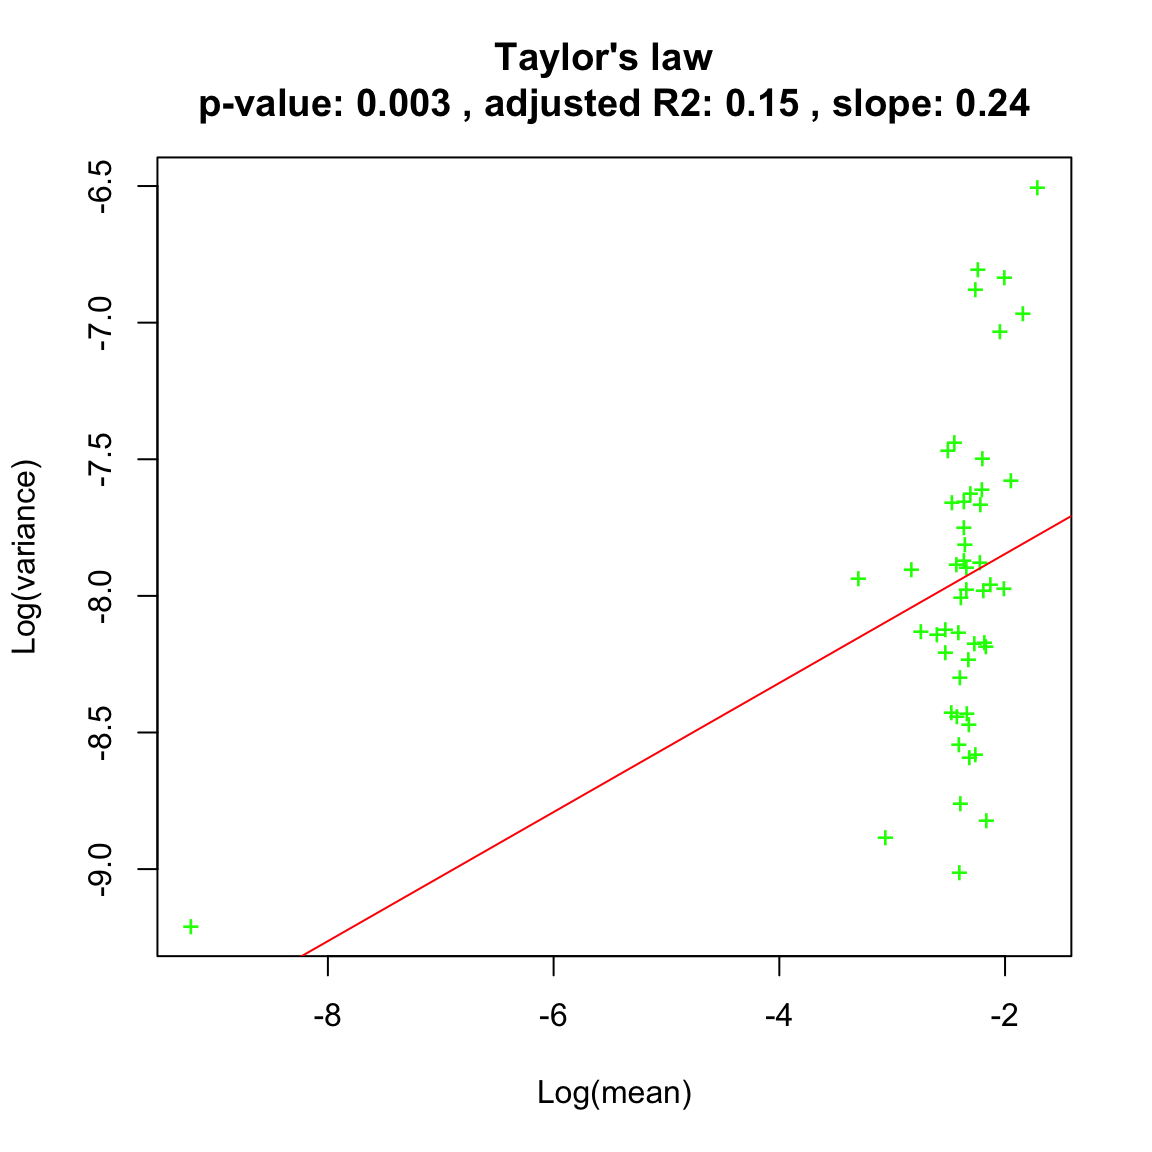 Taylor's law
p-value: 0.003 , adjusted R2: 0.15 , slope: 0.24
Log(variance)
-6.5
-7.0
-7.5
-8.0
-8.5
-9.0
-8
-6
-4
-2
Log(mean)